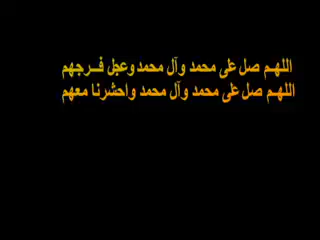 اللهم صل على محمد وآل محمد وعجل فرجهم
اللهم صل على محمد وآل محمد واحشرنا معهم